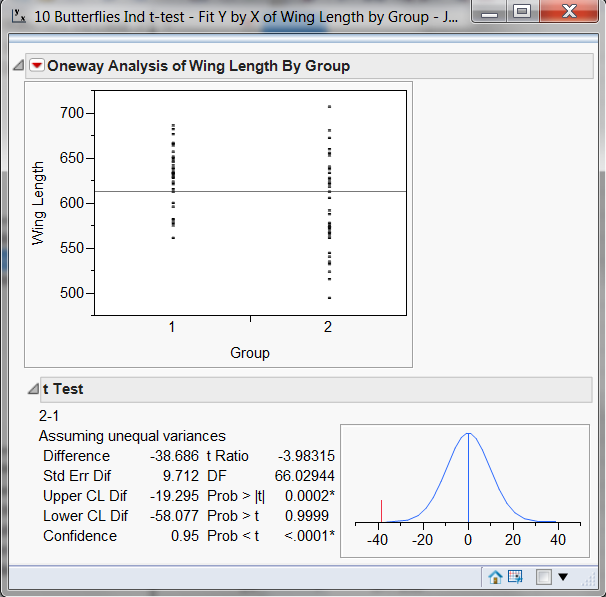 10 Butterflies Ind t-test - Fit Y by X of Wing Length by Group - J...
Oneway Analysis of Wing Length By Group
700
650
600
550
500
Wing Length
1 2
Group
t Test
2-1
Assuming unequal variances
Difference -38.686 t Ratio -3.98315
Std Err Dif 9.712 DF 66.02944
Upper CL Dif -19.295 Prob > |t| 0.0002*
Lower CL Dif -58.077 Prob > t 0.9999
Confidence 0.95 Prob < t <.0001*
-40 -20 0 20 40